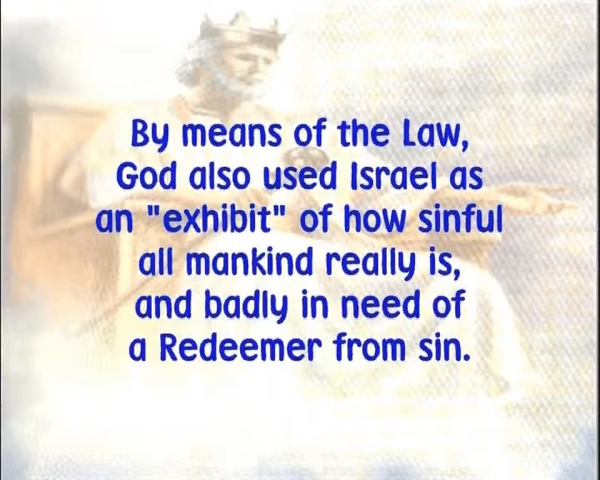 By means of the Law,
God also used Israel as
an "exhibit" of how sinful
all mankind really is,
and badly in need of
a Redeemer from sin.